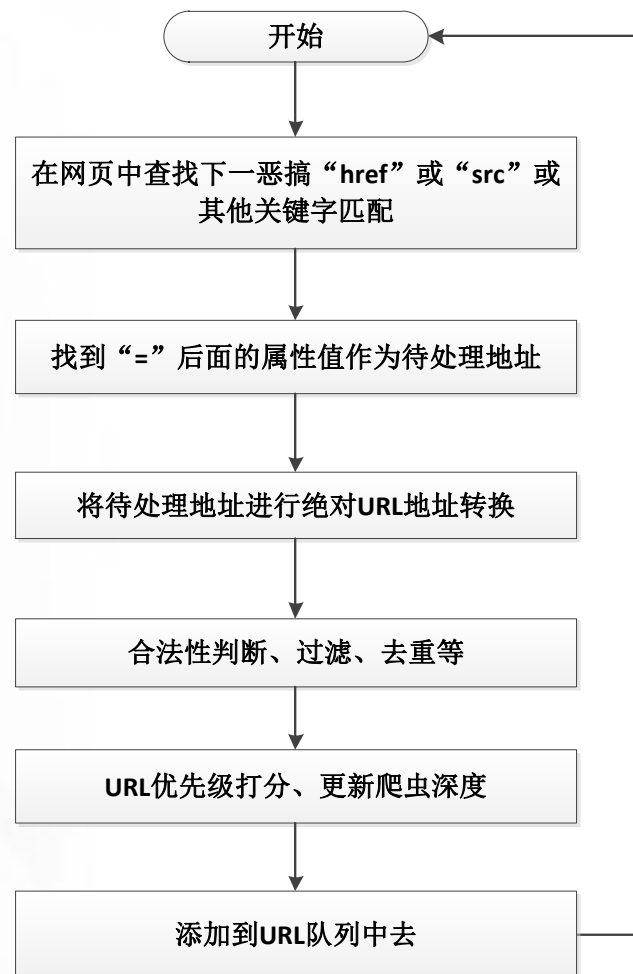 开始
在网页中查找下一恶搞“href”或“src”或
其他关键字匹配
找到“=”后面的属性值作为待处理地址
将待处理地址进行绝对URL地址转换
合法性判断、过滤、去重等
URL优先级打分、更新爬虫深度
添加到URL队列中去